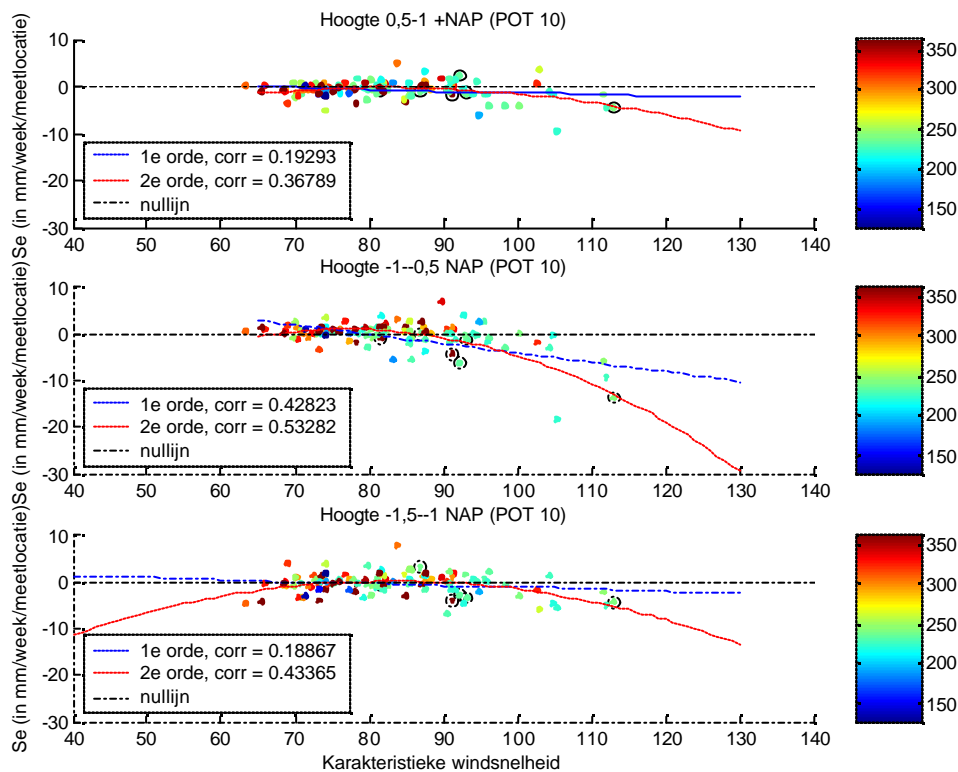 Hoogte 0,5-1 +NAP (POT 10)
Se (in mm/week/meetlocatie)
10
0
-10
-20
-30
1e orde, corr = 0.19293
2e orde, corr = 0.36789
nullijn
40 50 60 70 80 90 100 110 120 130 140
350
300
250
200
150
Hoogte -1--0,5 NAP (POT 10)
Se (in mm/week/meetlocatie)
10
0
-10
-20
-30
1e orde, corr = 0.42823
2e orde, corr = 0.53282
nullijn
40 50 60 70 80 90 100 110 120 130 140
350
300
250
200
150
Hoogte -1,5--1 NAP (POT 10)
Se (in mm/week/meetlocatie)
10
0
-10
-20
-30
1e orde, corr = 0.18867
2e orde, corr = 0.43365
nullijn
40 50 60 70 80 90 100 110 120 130 140
Karakteristieke windsnelheid
350
300
250
200
150